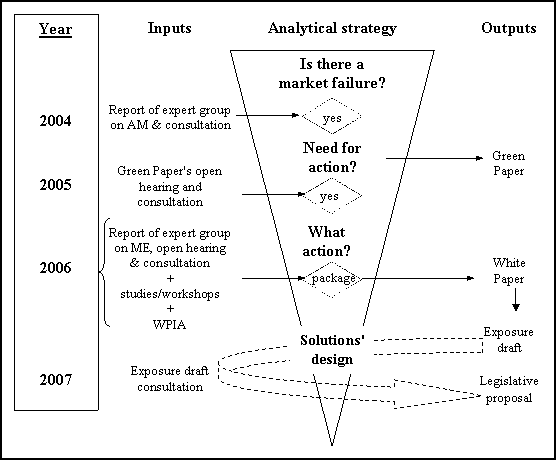 Year
Inputs
Analytical strategy
Outputs
Is there a
market failure?
2004
Report of expert group
on AM & consultation
yes
Need for
action?
Green
Paper
2005
Green Paper's open
hearing and
consultation
yes
What
action?
2006
Report of expert group
on ME, open hearing
& consultation
+
studies/workshops
+
WPIA
package
White
Paper
Solutions'
design
Exposure
draft
2007
Exposure draft
consultation
Legislative
proposal